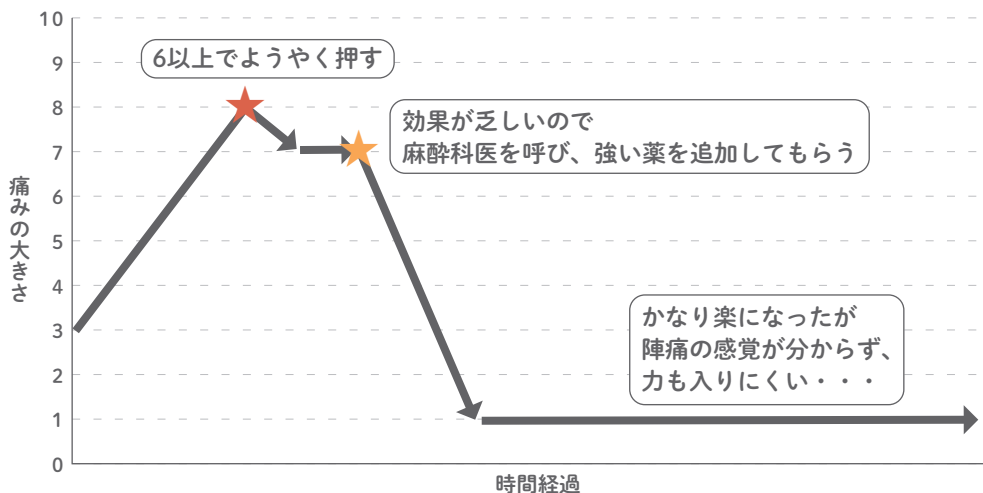 10
9
8
7
6
5
4
3
2
1
0
痛みの大きさ
6以上でようやく押す
効果が乏しいので
麻酔科医を呼び、強い薬を追加してもらう
かなり楽になったが
陣痛の感覚が分からず、
力も入りにくい・・・
時間経過